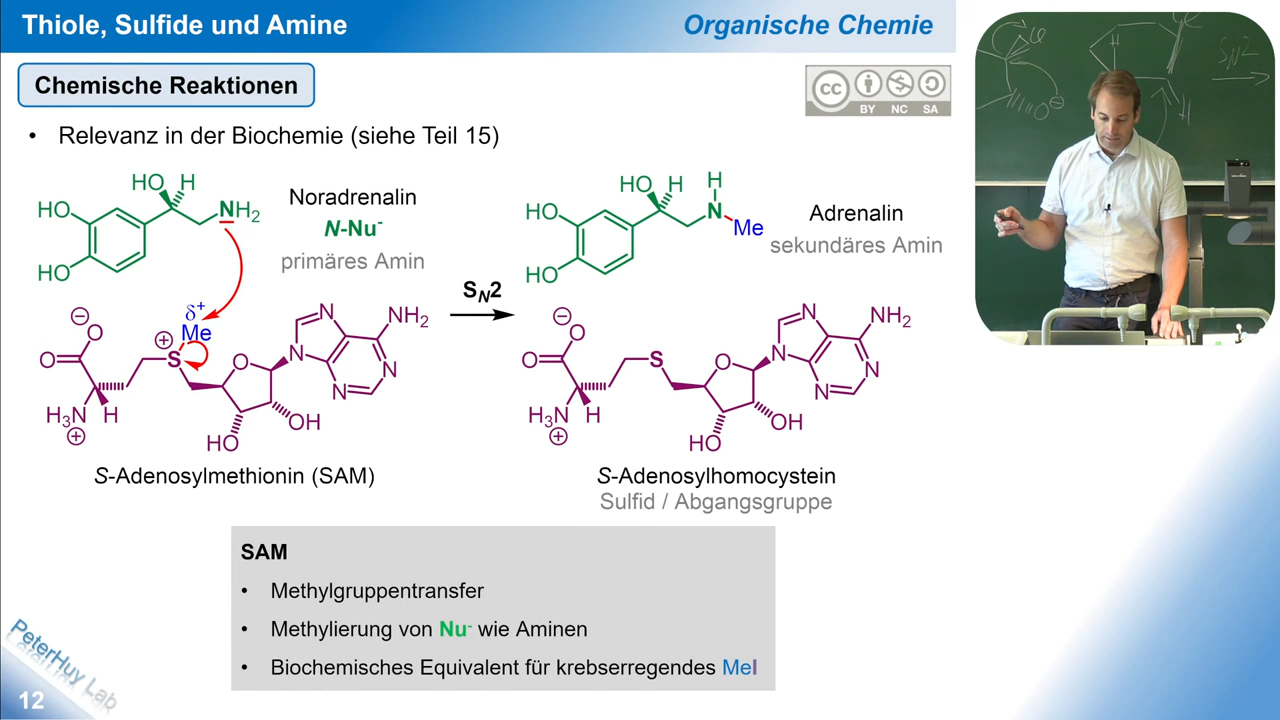 Thiole, Sulfide und Amine
Organische Chemie
Chemische Reaktionen
CC BY NC SA
• Relevanz in der Biochemie (siehe Teil 15)
HO H
HO
NH₂
HO
Noradrenalin
N-Nu⁻
primäres Amin
HO H
H
HO
N
Me
HO
Adrenalin
sekundäres Amin
SN2
δ⁺
⊖
O
⊕
Me
O
S
O
N
N
NH₂
N
N
N
H₃N
⊕
H
HO
OH
S-Adenosylmethionin (SAM)
⊖
O
O
S
O
N
N
NH₂
N
N
N
H₃N
⊕
H
HO
OH
S-Adenosylhomocystein
Sulfid / Abgangsgruppe
SAM
• Methylgruppentransfer
• Methylierung von Nu⁻ wie Aminen
• Biochemisches Equivalent für krebserregendes MeI
PeterHuy Lab
12
SN2
H
H
O